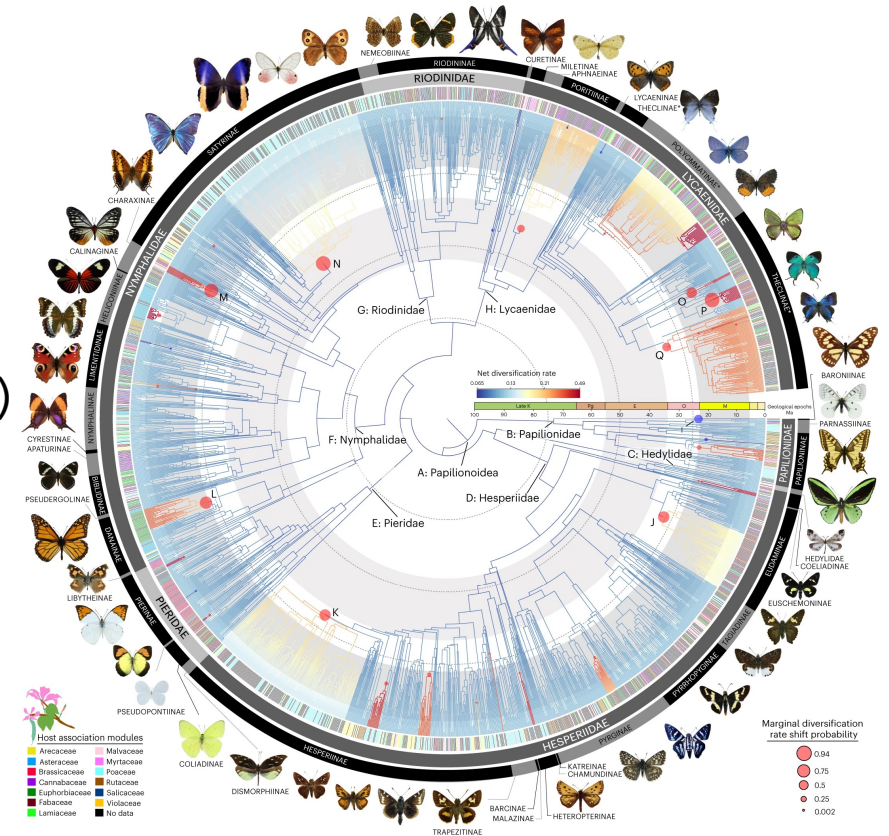 NEMEOBIINAE
RIODININAE
RIODINIDAE
CURETINAE
MILETINAE
APHNAEINAE
PORITIINAE
LYCAENINAE
THECLINAE*
POLYOMMATINAE*
LYCAENIDAE
THECLINAE*
SATYRINAE
CHARAXINAE
CALINAGINAE
NYMPHALIDAE
HELICONIINAE
LIMENITIDINAE
NYMPHALINAE
CYRESTINAE
APATURINAE
BIBLIDINAE
PSEUDERGOLINAE
DANAINAE
LIBYTHEINAE
PIERINAE
PIERIDAE
PSEUDOPONTIINAE
COLIADINAE
DISMORPHIINAE
HESPERIINAE
TRAPEZITINAE
BARCINAE
MALAZINAE
HETEROPTERINAE
KATREINAE
CHAMUNDINAE
HESPERIIDAE
PYRGINAE
PYRRHOPYGINAE
TAGIADINAE
EUSCHEMONINAE
EUDAMINAE
HEDYLIDAE
COELIADINAE
PAPILIONIDAE
PAPILIONINAE
PARNASSIINAE
BARONIINAE
N
M
O
P
Q
L
K
J
G: Riodinidae
H: Lycaenidae
F: Nymphalidae
A: Papilionoidea
B: Papilionidae
C: Hedylidae
D: Hesperiidae
E: Pieridae
Net diversification rate
0.065 0.13 0.21 0.49
Late K Pg E O M
Geological epochs
100 90 80 70 60 50 40 30 20 10 0 Ma
Host association modules
Arecaceae
Asteraceae
Brassicaceae
Cannabaceae
Euphorbiaceae
Fabaceae
Lamiaceae
Malvaceae
Myrtaceae
Poaceae
Rutaceae
Salicaceae
Violaceae
No data
Marginal diversification
rate shift probability
0.94
0.75
0.5
0.25
0.002